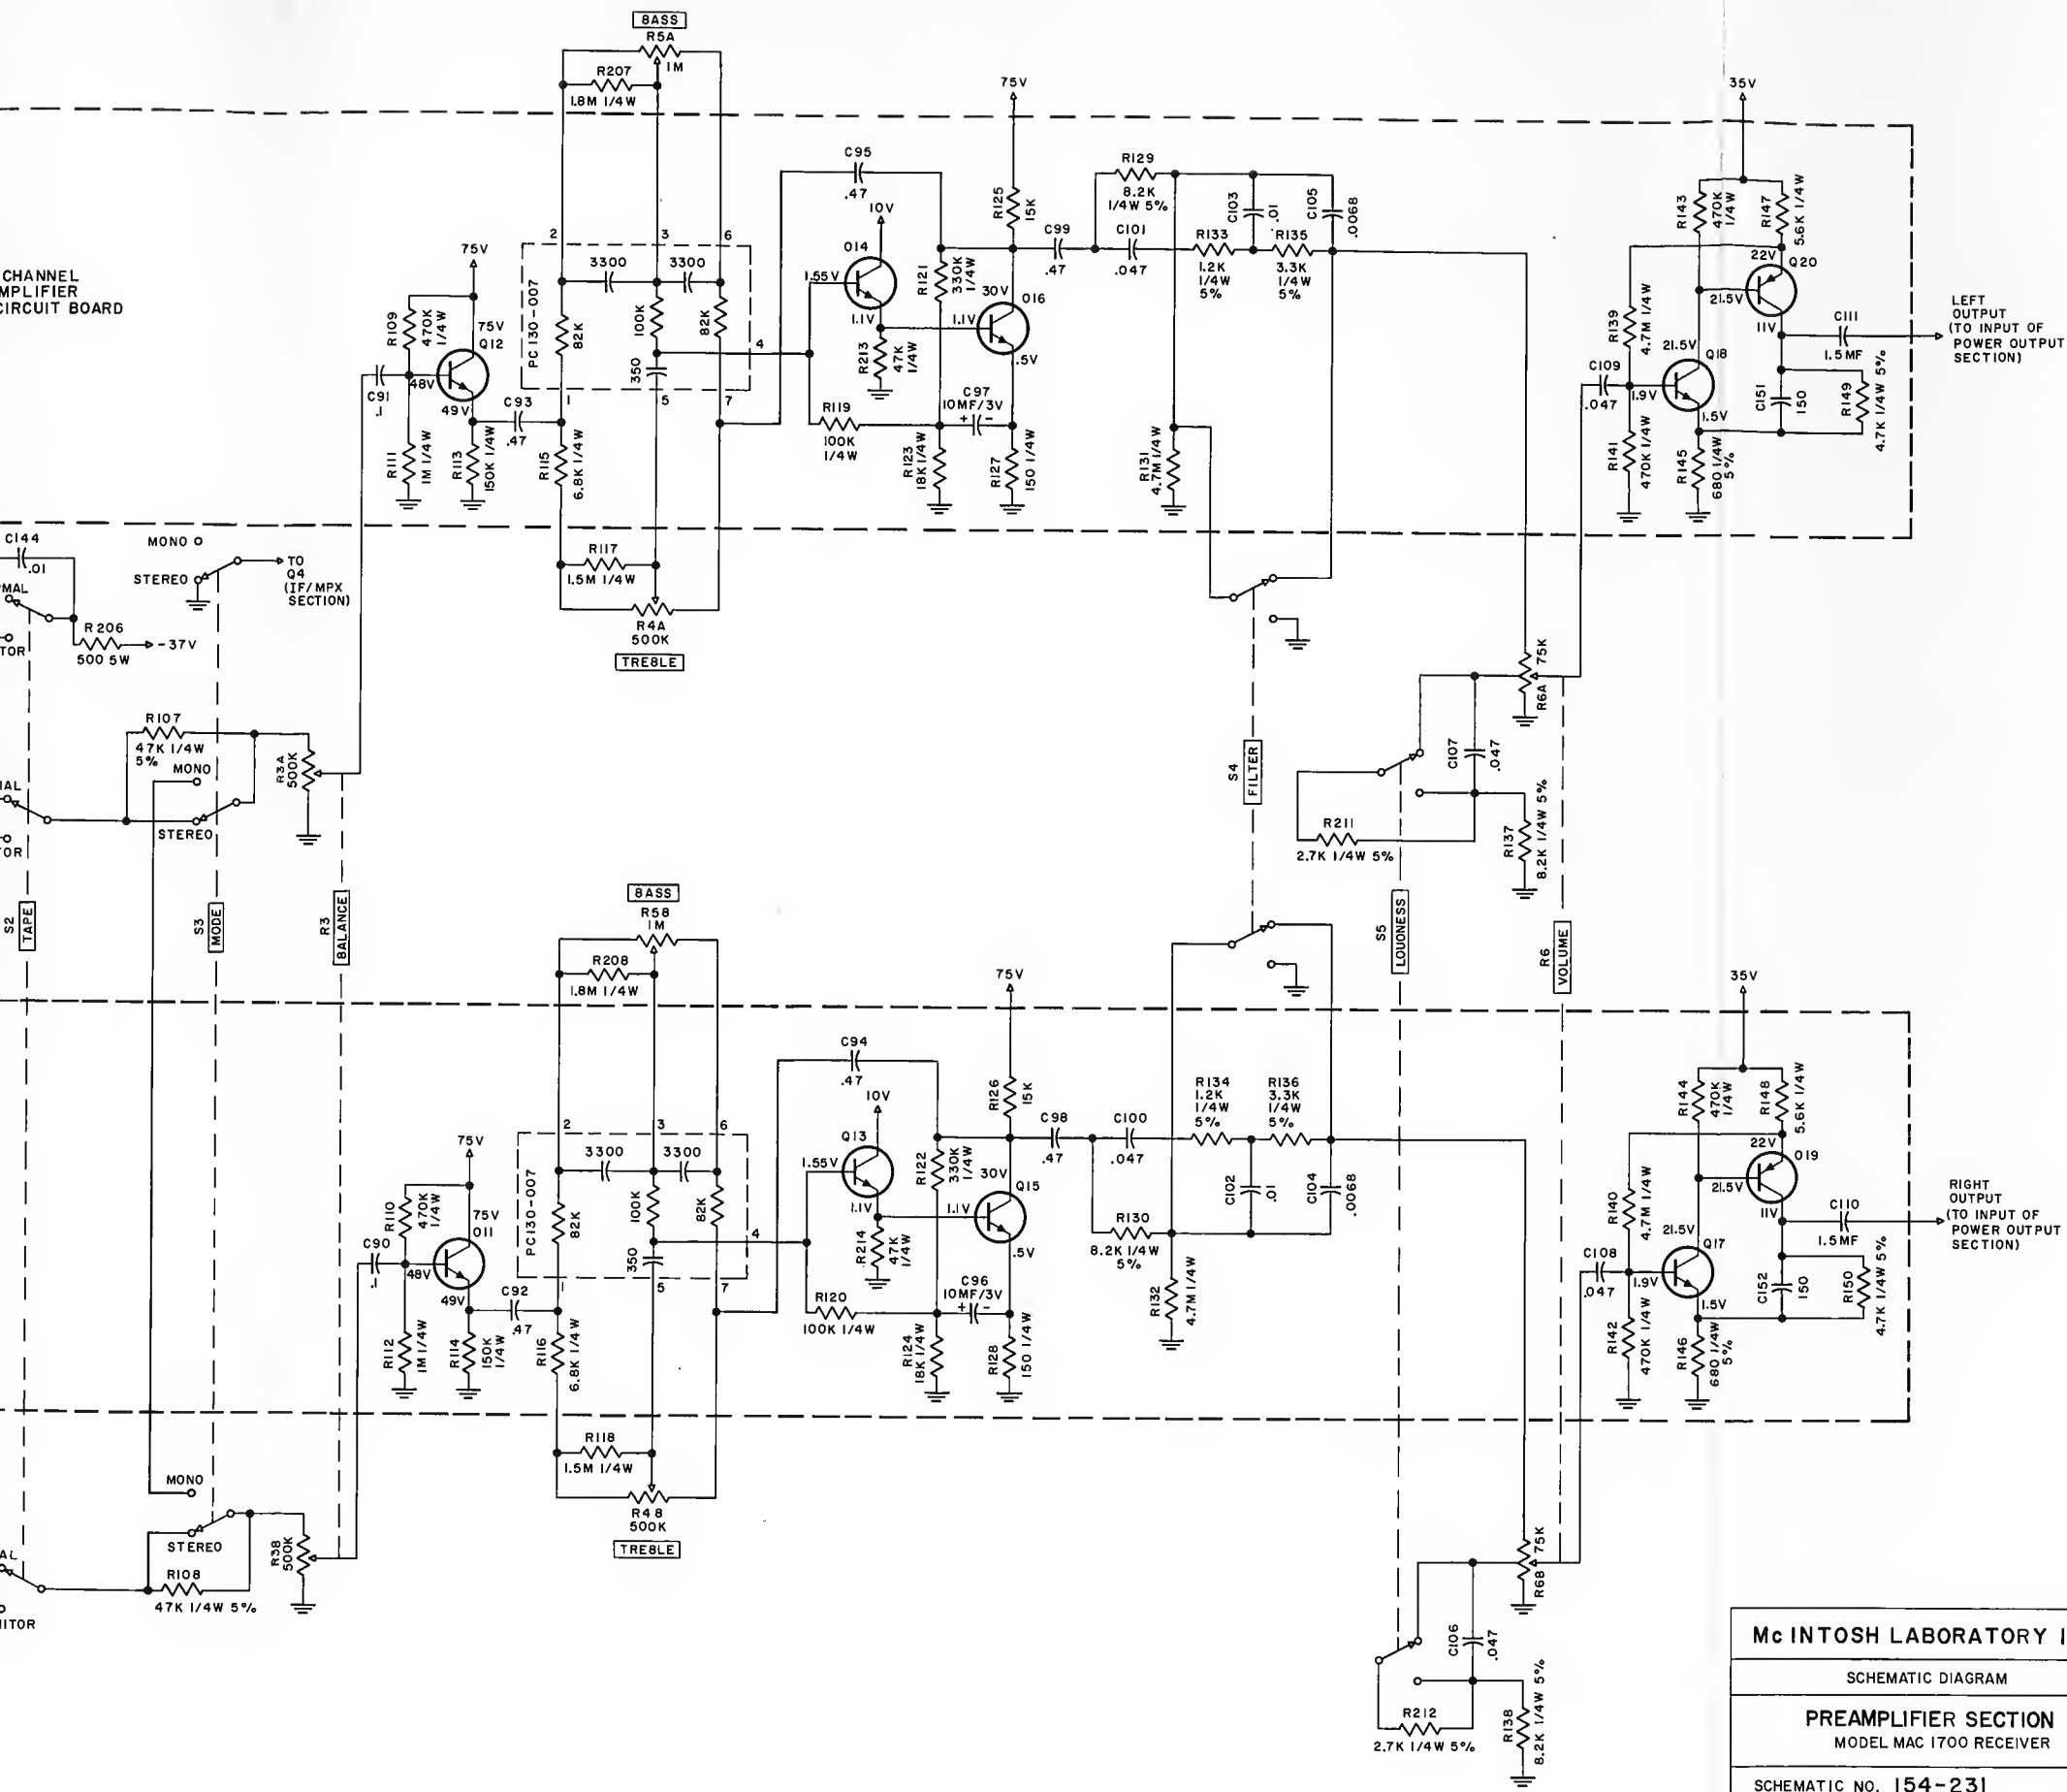 BASS
R5A
1M
R207
1.8M 1/4W
75V
35V
C95
.47
R129
8.2K
1/4W 5%
C103
.01
C105
.0068
R143
470K
1/4W
R147
5.6K 1/4W
10V
R125
15K
2
3
6
CHANNEL
MPLIFIER
CIRCUIT BOARD
75V
3300
3300
Q14
1.55V
R121
330K
1/4W
C99
.47
C101
.047
R133
1.2K
1/4W
5%
R135
3.3K
1/4W
5%
22V
Q20
21.5V
11V
LEFT
OUTPUT
(TO INPUT OF
POWER OUTPUT
SECTION)
R109
470K
1/4W
75V
Q12
PC130-007
82K
100K
82K
4
30V
Q16
1.1V
1.1V
.5V
R213
47K
1/4W
R139
4.7M 1/4W
C111
1.5MF
21.5V
Q18
48V
C91
.1
49V
350
1
5
7
C93
.47
R119
100K
1/4W
C97
10MF/3V
+
-
C109
.047
1.9V
1.5V
C151
150
R149
4.7K 1/4W 5%
R111
1M 1/4W
R113
150K 1/4W
R115
6.8K 1/4W
R123
18K 1/4W
R127
150 1/4W
R131
4.7M 1/4W
R141
470K 1/4W
R145
680 1/4W
5%
C144
.01
MONO
STEREO
TO
Q4
(IF/MPX
SECTION)
MAL
TOR
R206
500 5W
-37V
R117
1.5M 1/4W
R4A
500K
TREBLE
R107
47K 1/4W
5%
MONO
STEREO
R3A
500K
AL
TOR
S4
FILTER
75K
R6A
C107
.047
R211
2.7K 1/4W 5%
R137
8.2K 1/4W 5%
S2
TAPE
S3
MODE
R3
BALANCE
S5
LOUDNESS
R6
VOLUME
BASS
R5B
1M
R208
1.8M 1/4W
75V
35V
C94
.47
R126
15K
10V
R134
1.2K
1/4W
5%
R136
3.3K
1/4W
5%
R144
470K
1/4W
R148
5.6K 1/4W
2
3
6
75V
3300
3300
Q13
1.55V
R122
330K
1/4W
C98
.47
C100
.047
22V
Q19
21.5V
11V
RIGHT
OUTPUT
(TO INPUT OF
POWER OUTPUT
SECTION)
R110
470K
1/4W
75V
Q11
PC130-007
82K
100K
82K
4
30V
Q15
1.1V
1.1V
.5V
R214
47K
1/4W
C102
.01
C104
.0068
R130
8.2K 1/4W
5%
R140
4.7M 1/4W
C110
1.5MF
21.5V
Q17
C90
.1
48V
49V
350
1
5
7
C92
.47
R120
100K 1/4W
C96
10MF/3V
+
-
C108
.047
1.9V
1.5V
C152
150
R150
4.7K 1/4W 5%
R112
1M 1/4W
R114
150K
1/4W
R116
6.8K 1/4W
R124
18K 1/4W
R128
150 1/4W
R132
4.7M 1/4W
R142
470K 1/4W
R146
680 1/4W
5%
R118
1.5M 1/4W
R4B
500K
TREBLE
MONO
STEREO
R3B
500K
AL
R108
47K 1/4W 5%
ITOR
75K
R6B
C106
.047
R212
2.7K 1/4W 5%
R138
8.2K 1/4W 5%
McINTOSH LABORATORY I
SCHEMATIC DIAGRAM
PREAMPLIFIER SECTION
MODEL MAC 1700 RECEIVER
SCHEMATIC NO. 154-231